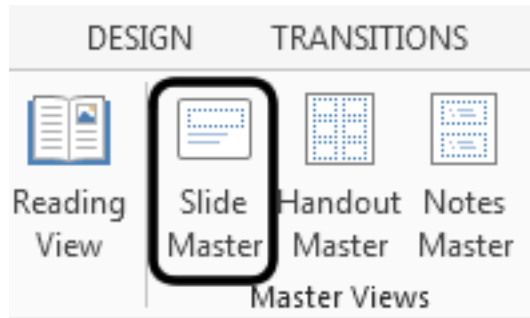 DESIGN TRANSITIONS
Reading View
Slide Master
Handout Master
Notes Master
Master Views